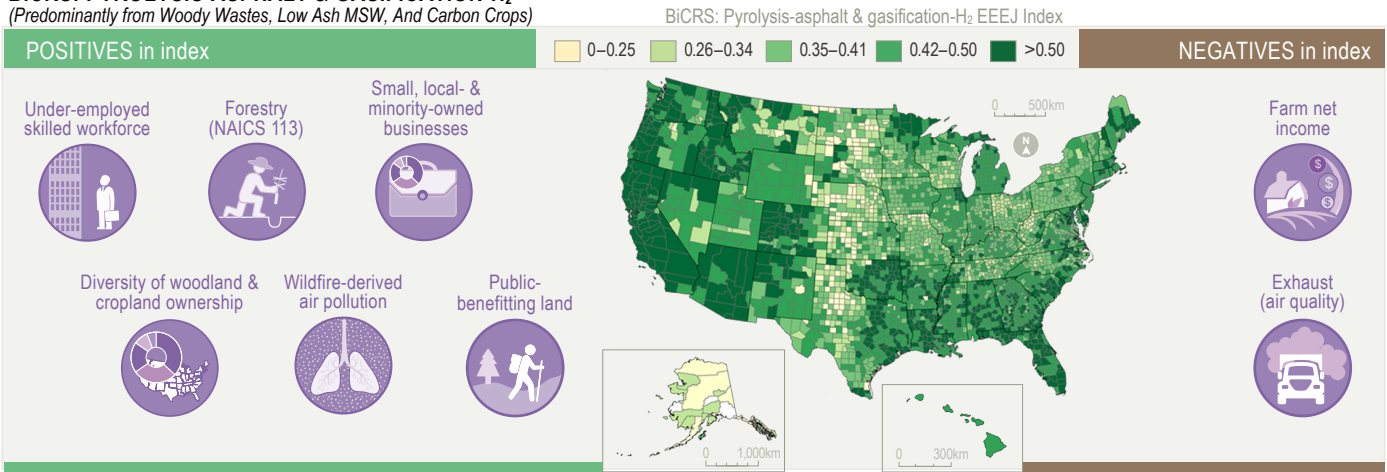 (Predominantly from Woody Wastes, Low Ash MSW, And Carbon Crops)
BiCRS: Pyrolysis-asphalt & gasification-H₂ EEEJ Index
POSITIVES in index
0–0.25
0.26–0.34
0.35–0.41
0.42–0.50
>0.50
NEGATIVES in index
Under-employed
skilled workforce
Forestry
(NAICS 113)
Small, local- &
minority-owned
businesses
Diversity of woodland &
cropland ownership
Wildfire-derived
air pollution
Public-
benefitting land
0 500km
N
Farm net
income
$
$
$
Exhaust
(air quality)
0 1,000km
0 300km